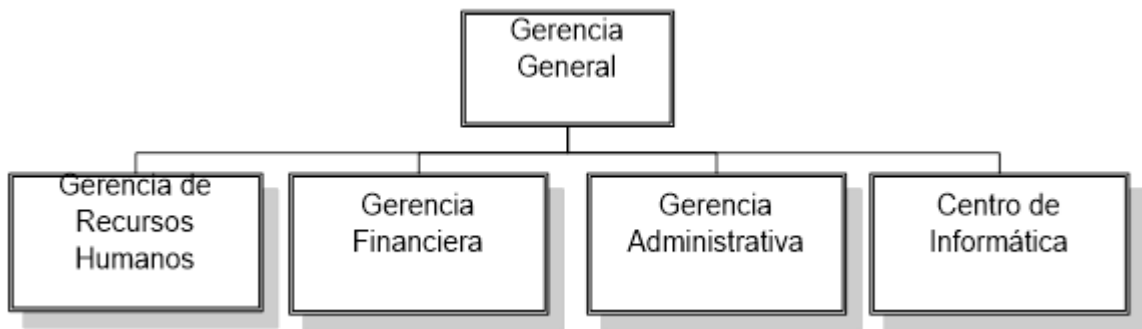 Gerencia
General
Gerencia de
Recursos
Humanos
Gerencia
Financiera
Gerencia
Administrativa
Centro de
Informática